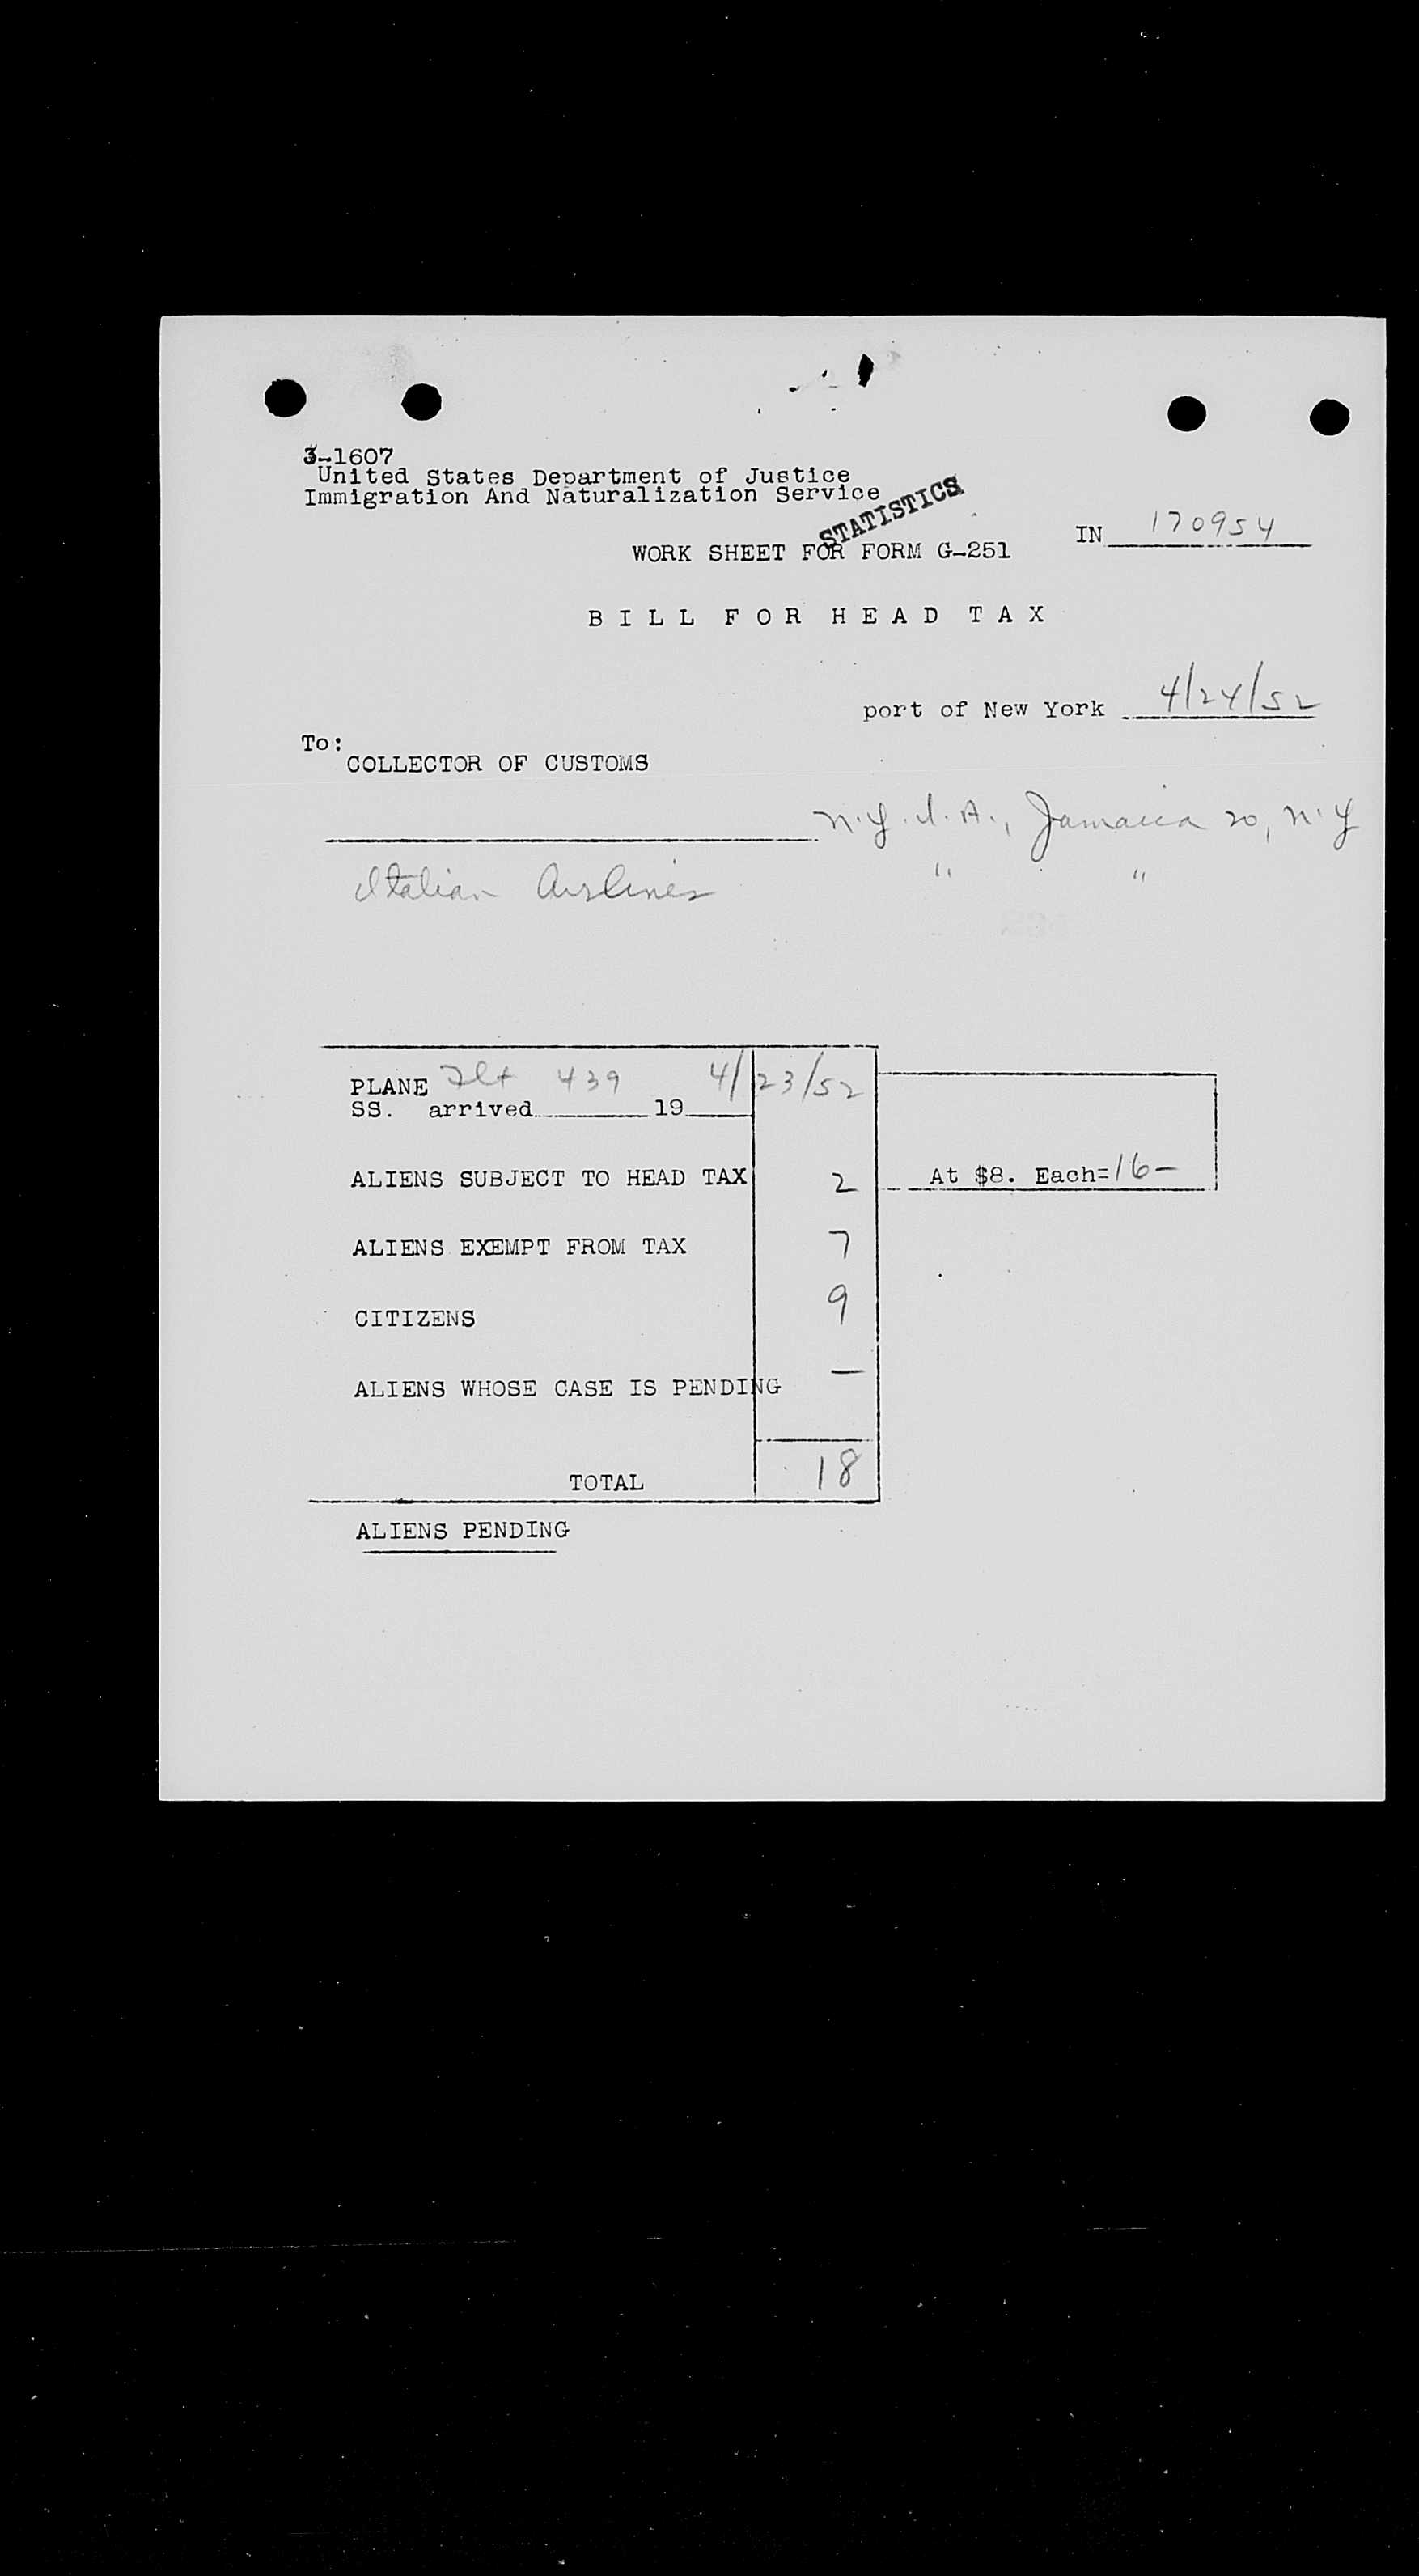 3-1607
United States Department of Justice
Immigration And Naturalization Service
STATISTICS
IN 170954
WORK SHEET FOR FORM G-251
BILL FOR HEAD TAX
port of New York 4/24/52
To:
COLLECTOR OF CUSTOMS
N.Y.I.A., Jamaica 20, N.Y
Italian Airlines " "
PLANE Flt 439 4/23/52
SS. arrived 19
ALIENS SUBJECT TO HEAD TAX 2 At $8. Each=16-
ALIENS EXEMPT FROM TAX 7
CITIZENS 9
ALIENS WHOSE CASE IS PENDING —
TOTAL 18
ALIENS PENDING